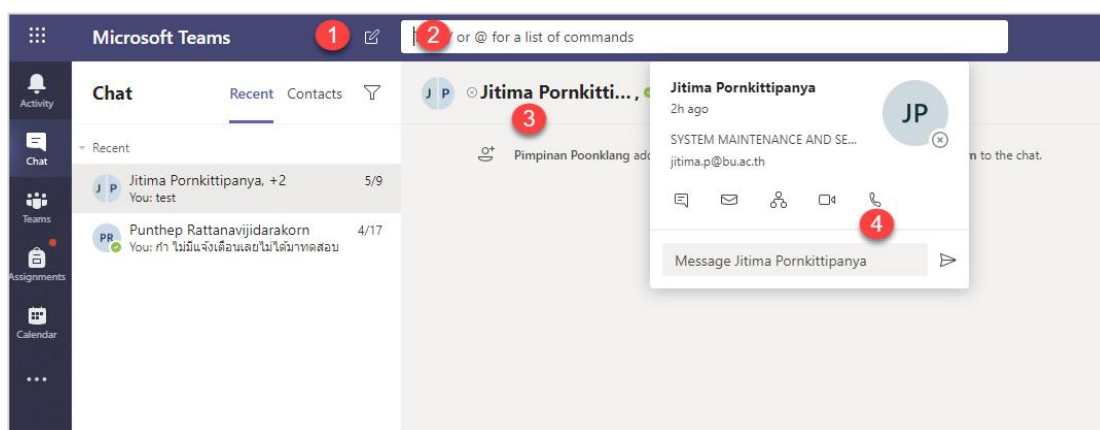 Microsoft Teams
1
2
or @ for a list of commands
Activity
Chat
Teams
Assignments
Calendar
Chat
Recent
Contacts
Recent
J P
Jitima Pornkittipanya, +2
5/9
You: test
PR
Punthep Rattanavijidarakorn
4/17
You: กำ ไม่มีแจ้งเตือนเลยไม่ได้มาทดสอบ
J P
Jitima Pornkitti... ,
3
Pimpinan Poonklang add
to the chat.
Jitima Pornkittipanya
2h ago
JP
SYSTEM MAINTENANCE AND SE...
jitima.p@bu.ac.th
4
Message Jitima Pornkittipanya